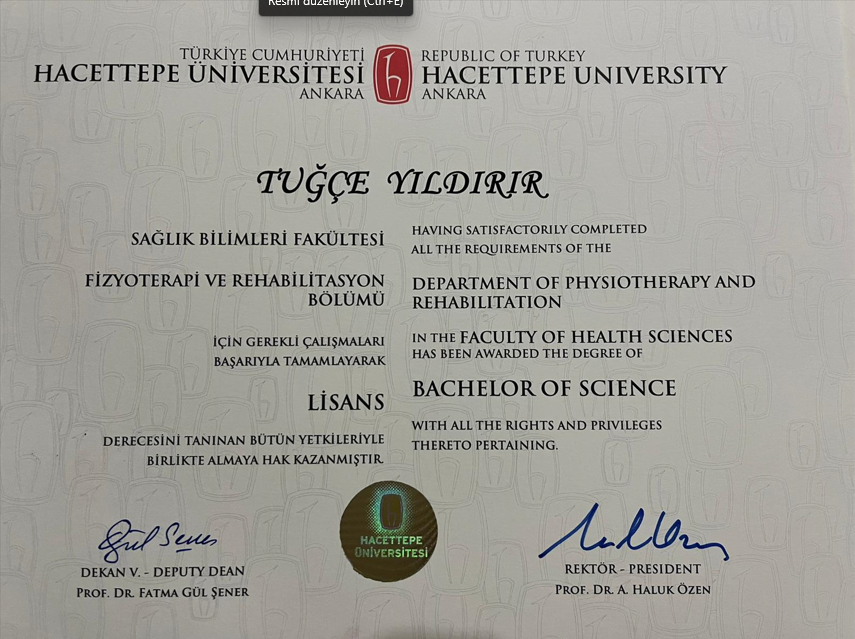 Resmi düzenleyin (Ctrl+E)
TÜRKİYE CUMHURİYETİ
HACETTEPE ÜNİVERSİTESİ
ANKARA
REPUBLIC OF TURKEY
HACETTEPE UNIVERSITY
ANKARA
TUĞÇE YILDIRIR
SAĞLIK BİLİMLERİ FAKÜLTESİ
FİZYOTERAPİ VE REHABİLİTASYON
BÖLÜMÜ
İÇİN GEREKLİ ÇALIŞMALARI
BAŞARIYLA TAMAMLAYARAK
LİSANS
DERECESİNİ TANINAN BÜTÜN YETKİLERİYLE
BİRLİKTE ALMAYA HAK KAZANMIŞTIR.
HAVING SATISFACTORILY COMPLETED
ALL THE REQUIREMENTS OF THE
DEPARTMENT OF PHYSIOTHERAPY AND
REHABILITATION
IN THE FACULTY OF HEALTH SCIENCES
HAS BEEN AWARDED THE DEGREE OF
BACHELOR OF SCIENCE
WITH ALL THE RIGHTS AND PRIVILEGES
THERETO PERTAINING.
HACETTEPE
ÜNİVERSİTESİ
Gül Şener
DEKAN V. - DEPUTY DEAN
PROF. DR. FATMA GÜL ŞENER
REKTÖR - PRESIDENT
PROF. DR. A. HALUK ÖZEN